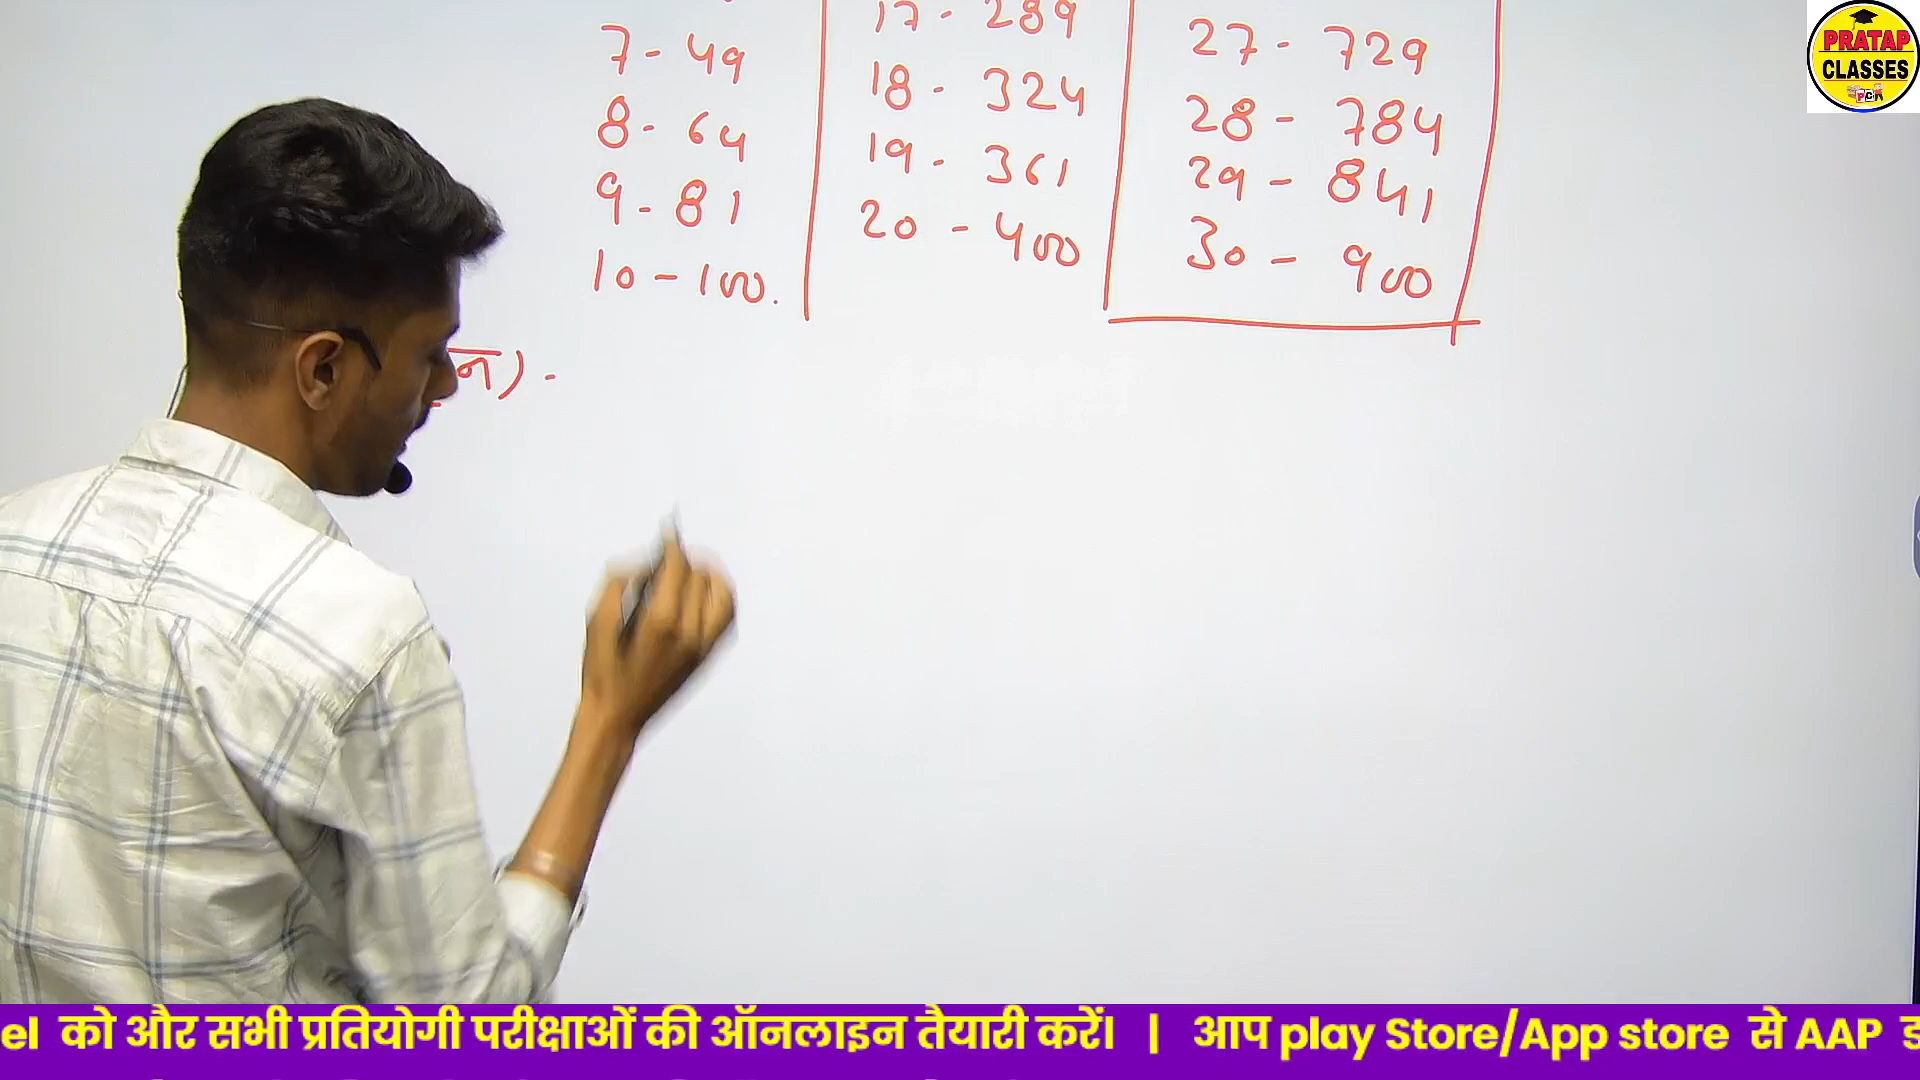 PRATAP
CLASSES
PC
7 - 49
8 - 64
9 - 81
10 - 100.
17 - 289
18 - 324
19 - 361
20 - 400
27 - 729
28 - 784
29 - 841
30 - 900
न) -
el को और सभी प्रतियोगी परीक्षाओं की ऑनलाइन तैयारी करें। | आप play Store/App store से AAP ड